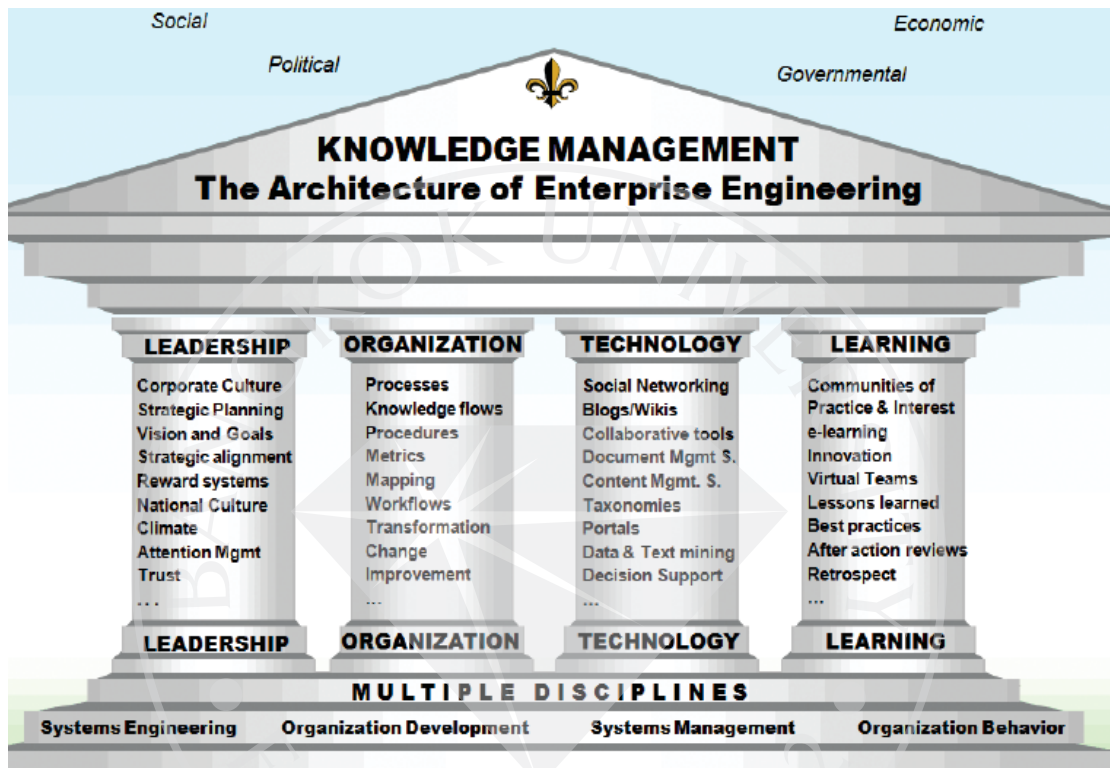 Social
Economic
Political
Governmental
KNOWLEDGE MANAGEMENT
The Architecture of Enterprise Engineering
BANGKOK UNIVERSITY
LEADERSHIP
Corporate Culture
Strategic Planning
Vision and Goals
Strategic alignment
Reward systems
National Culture
Climate
Attention Mgmt
Trust
...
LEADERSHIP
ORGANIZATION
Processes
Knowledge flows
Procedures
Metrics
Mapping
Workflows
Transformation
Change
Improvement
...
ORGANIZATION
TECHNOLOGY
Social Networking
Blogs/Wikis
Collaborative tools
Document Mgmt S.
Content Mgmt. S.
Taxonomies
Portals
Data & Text mining
Decision Support
...
TECHNOLOGY
LEARNING
Communities of
Practice & Interest
e-learning
Innovation
Virtual Teams
Lessons learned
Best practices
After action reviews
Retrospect
...
LEARNING
MULTIPLE DISCIPLINES
Systems Engineering
Organization Development
Systems Management
Organization Behavior